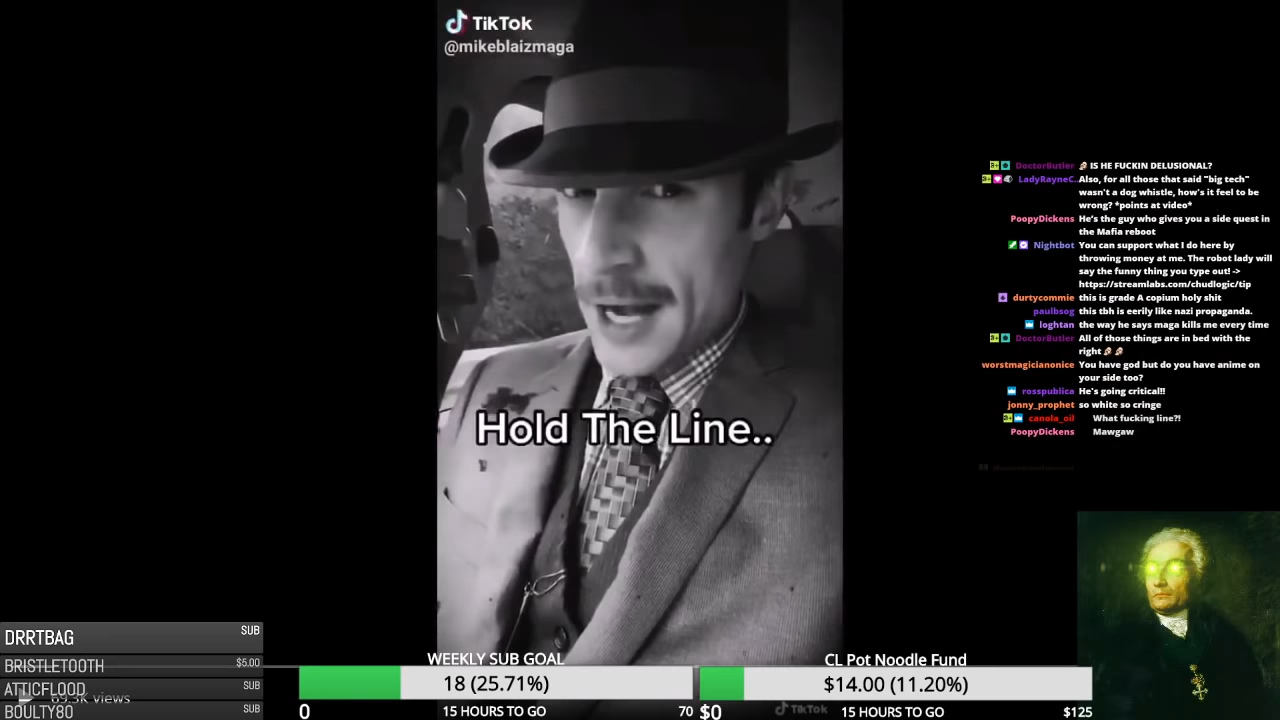 TikTok
@mikeblaizmaga
Hold The Line..
DoctorButler IS HE FUCKIN DELUSIONAL?
LadyRayneC.. Also, for all those that said "big tech"
wasn't a dog whistle, how's it feel to be
wrong? *points at video*
PoopyDickens He's the guy who gives you a side quest in
the Mafia reboot
Nightbot You can support what I do here by
throwing money at me. The robot lady will
say the funny thing you type out! ->
https://streamlabs.com/chudlogic/tip
durtycommie this is grade A copium holy shit
paulbsog this tbh is eerily like nazi propaganda.
loghtan the way he says maga kills me every time
DoctorButler All of those things are in bed with the
right
worstmagicianonice You have god but do you have anime on
your side too?
rosspublica He's going critical!!
jonny_prophet so white so cringe
canola_oil What fucking line?!
PoopyDickens Mawgaw
DRRTBAG SUB
BRISTLETOOTH $5.00
ATTICFLOOD SUB
views
BOULTY80 SUB
WEEKLY SUB GOAL
18 (25.71%)
0 15 HOURS TO GO 70
CL Pot Noodle Fund
$14.00 (11.20%)
$0 15 HOURS TO GO $125
TikTok